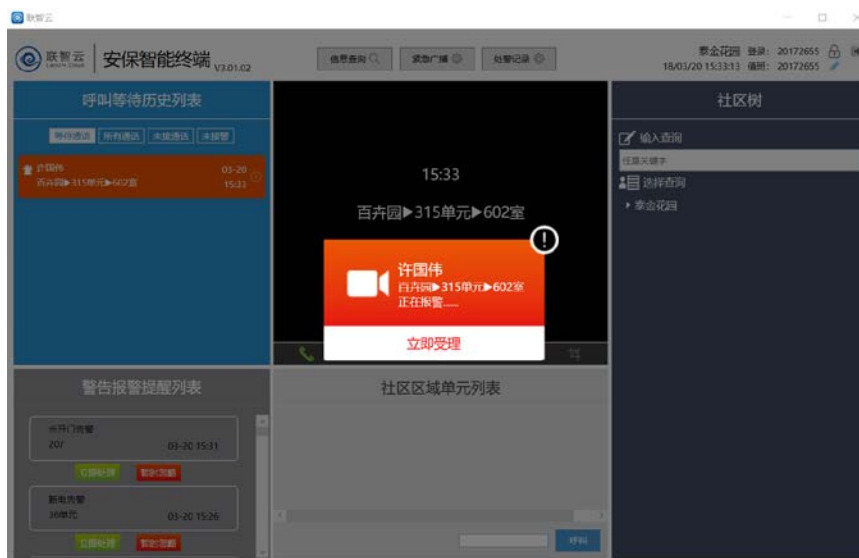 联智云
联智云
安保智能终端 V3.01.02
信息查询
紧急广播
处警记录
泰金花园 登录: 20172655
18/03/20 15:33:13 值班: 20172655
呼叫等待历史列表
等待通话
所有通话
未接通话
未接警
许国伟
03-20
百卉园▶315单元▶602室
15:33
15:33
百卉园▶315单元▶602室
许国伟
百卉园▶315单元▶602室
正在报警......
立即受理
社区树
输入查询
任意关键字
选择查询
泰金花园
警告报警提醒列表
03-20 15:31
立即处理
暂时忽略
断电告警
03-20 15:26
立即处理
暂时忽略
社区区域单元列表
呼叫